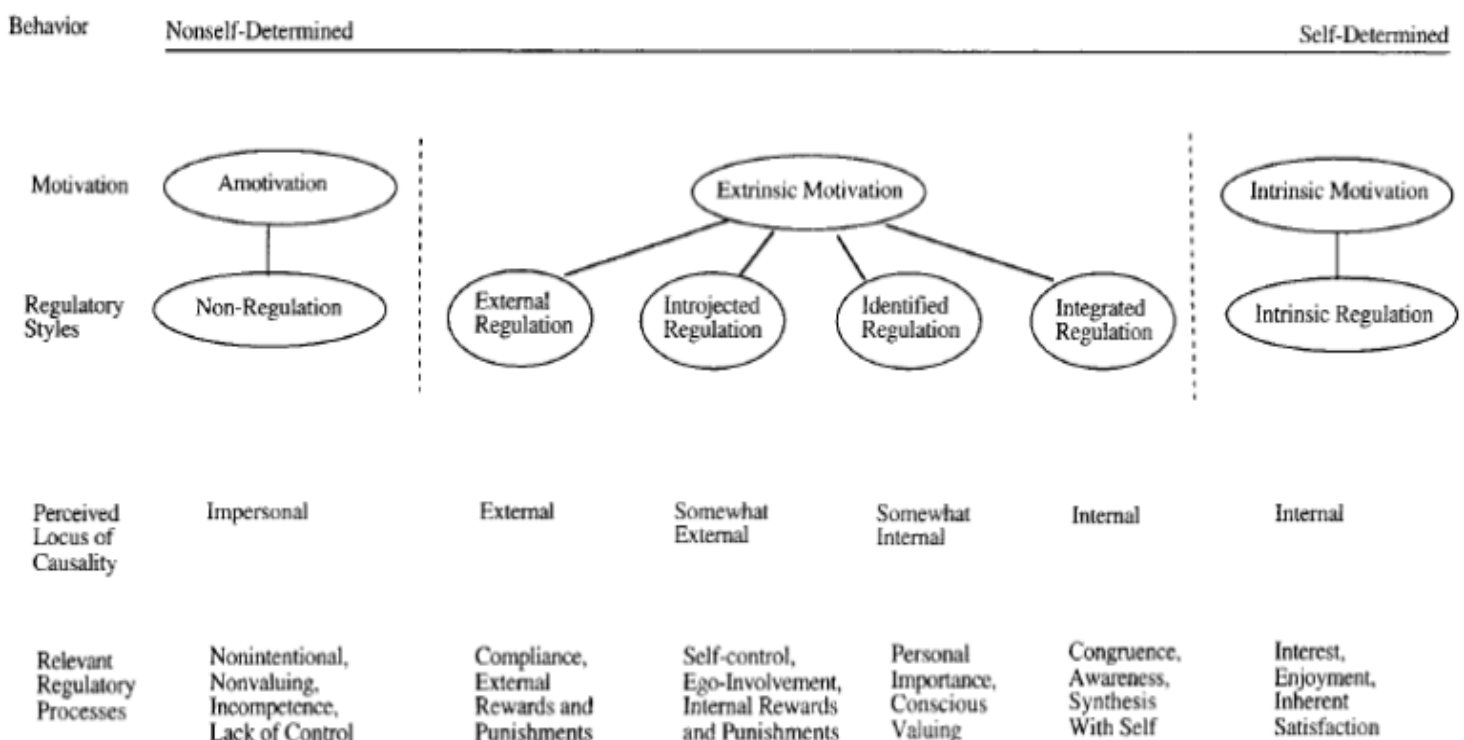 Behavior
Nonself-Determined
Self-Determined
Motivation
Amotivation
Extrinsic Motivation
Intrinsic Motivation
Regulatory
Styles
Non-Regulation
External
Regulation
Introjected
Regulation
Identified
Regulation
Integrated
Regulation
Intrinsic Regulation
Perceived
Locus of
Causality
Impersonal
External
Somewhat
External
Somewhat
Internal
Internal
Internal
Relevant
Regulatory
Processes
Nonintentional,
Nonvaluing,
Incompetence,
Lack of Control
Compliance,
External
Rewards and
Punishments
Self-control,
Ego-Involvement,
Internal Rewards
and Punishments
Personal
Importance,
Conscious
Valuing
Congruence,
Awareness,
Synthesis
With Self
Interest,
Enjoyment,
Inherent
Satisfaction